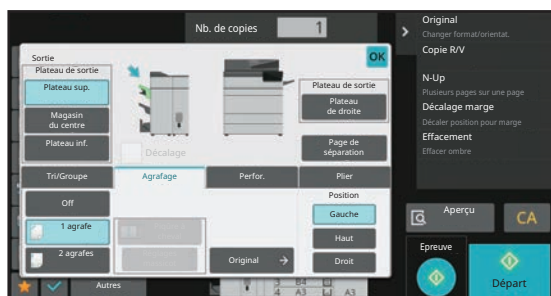 Nb. de copies 1
Sortie
OK
Plateau de sortie
Plateau sup.
Magasin
du centre
Plateau inf.
Décalage
Plateau de sortie
Plateau
de droite
Page de
séparation
Tri/Groupe
Agrafage
Perfor.
Plier
Off
1 agrafe
2 agrafes
Original
Position
Gauche
Haut
Droit
Autres
3 B4
4 A3 A3
Original
Changer format/orientat.
Copie R/V
N-Up
Plusieurs pages sur une page
Décalage marge
Décaler position pour marge
Effacement
Effacer ombre
Aperçu
CA
Epreuve
Départ